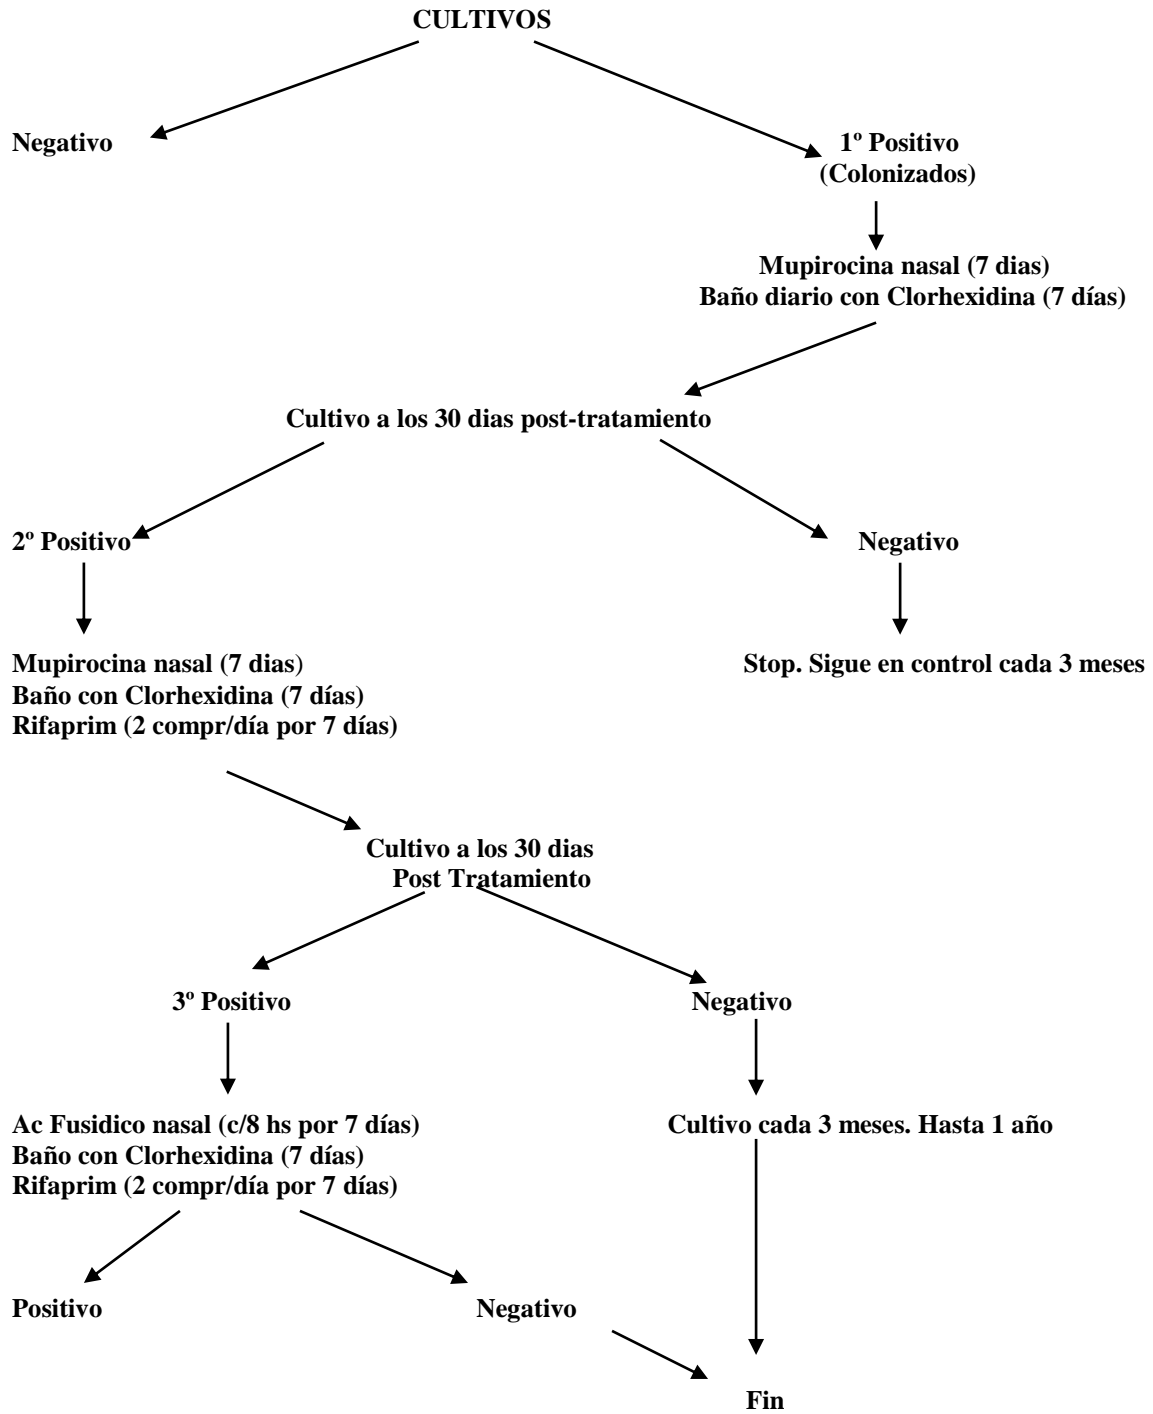 CULTIVOS
Negativo
1º Positivo
(Colonizados)
Mupirocina nasal (7 dias)
Baño diario con Clorhexidina (7 días)
Cultivo a los 30 dias post-tratamiento
2º Positivo
Negativo
Mupirocina nasal (7 dias)
Baño con Clorhexidina (7 días)
Rifaprim (2 compr/día por 7 días)
Stop. Sigue en control cada 3 meses
Cultivo a los 30 dias
Post Tratamiento
3º Positivo
Negativo
Ac Fusidico nasal (c/8 hs por 7 días)
Baño con Clorhexidina (7 días)
Rifaprim (2 compr/día por 7 días)
Cultivo cada 3 meses. Hasta 1 año
Positivo
Negativo
Fin